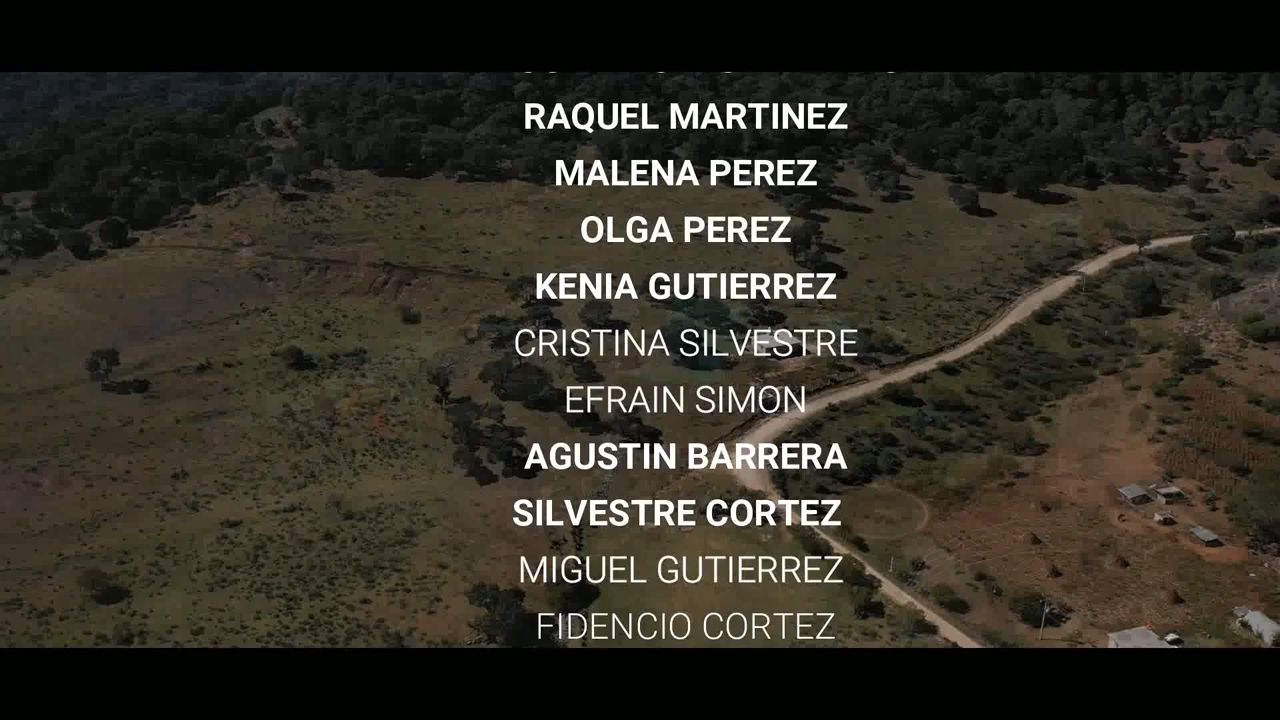 RAQUEL MARTINEZ
MALENA PEREZ
OLGA PEREZ
KENIA GUTIERREZ
CRISTINA SILVESTRE
EFRAIN SIMON
AGUSTIN BARRERA
SILVESTRE CORTEZ
MIGUEL GUTIERREZ
FIDENCIO CORTEZ